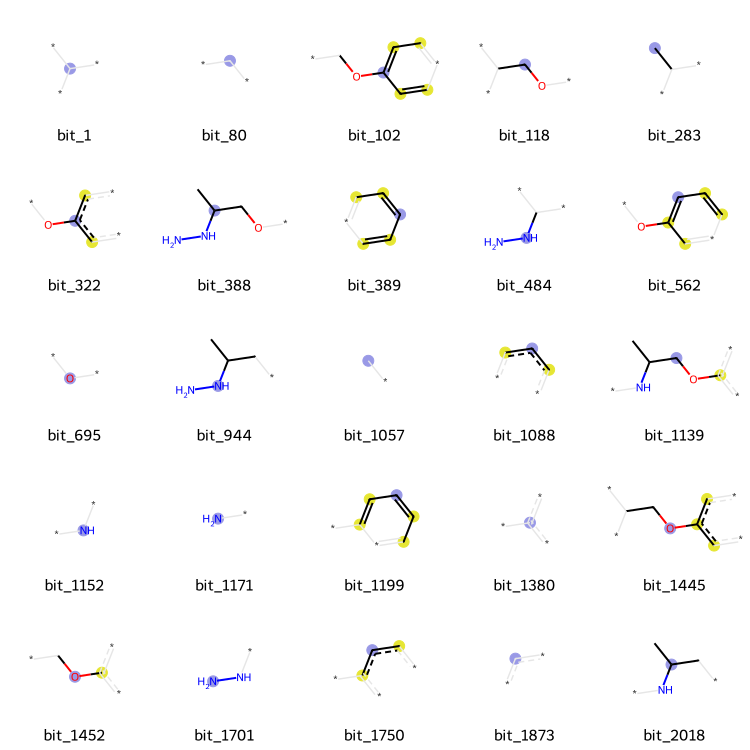 bit_1 bit_80 bit_102 bit_118 bit_283
bit_322 bit_388 bit_389 bit_484 bit_562
bit_695 bit_944 bit_1057 bit_1088 bit_1139
bit_1152 bit_1171 bit_1199 bit_1380 bit_1445
bit_1452 bit_1701 bit_1750 bit_1873 bit_2018